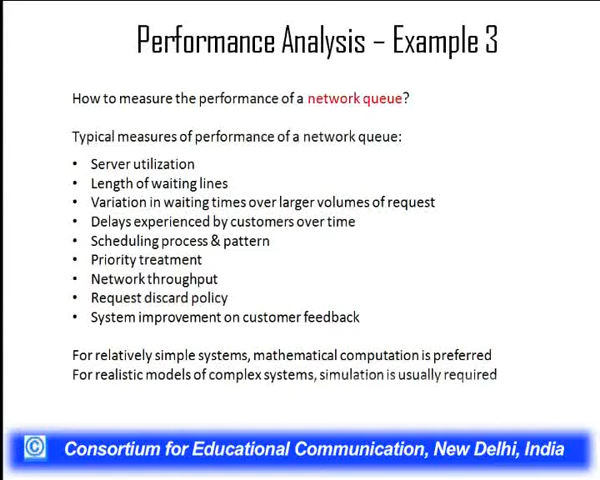 Performance Analysis – Example 3
How to measure the performance of a network queue?
Typical measures of performance of a network queue:
• Server utilization
• Length of waiting lines
• Variation in waiting times over larger volumes of request
• Delays experienced by customers over time
• Scheduling process & pattern
• Priority treatment
• Network throughput
• Request discard policy
• System improvement on customer feedback
For relatively simple systems, mathematical computation is preferred
For realistic models of complex systems, simulation is usually required
© Consortium for Educational Communication, New Delhi, India